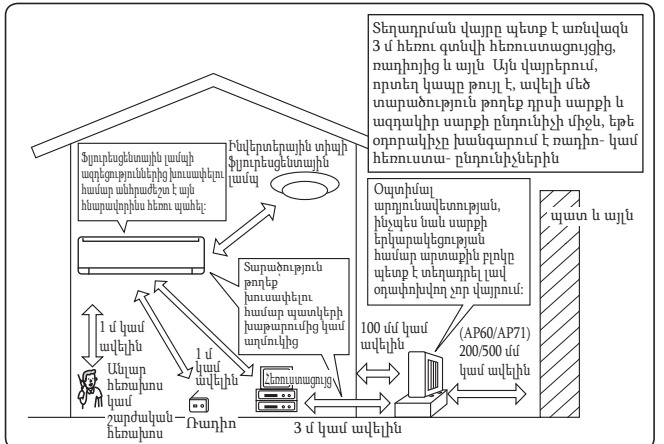 Տեղադրման վայրը պետք է առնվազն
3 մ հեռու գտնվի հեռուստացույցից,
ռադիոյից և այլն Այն վայրերում,
որտեղ կապը թույլ է, ավելի մեծ
տարածություն թողեք դրսի սարքի և
ազդակիր սարքի ընդունիչի միջև, եթե
օդորակիչը խանգարում է ռադիո- կամ
հեռուստա- ընդունիչներին
Ֆլյուրեսցենտային լամպի
ազդեցություններից խուսափելու
համար անհրաժեշտ է այն
հնարավորինս հեռու պահել:
Ինվերտերային տիպի
ֆլյուրեսցենտային
լամպ
Օպտիմալ
արդյունավետության,
ինչպես նաև սարքի
երկարակեցության
համար արտաքին բլոկը
պետք է տեղադրել լավ
օդափոխվող չոր վայրում:
պատ և այլն
Տարածություն
թողեք՝
խուսափելու
համար պատկերի
խաթարումից կամ
աղմուկից
1 մ կամ
ավելին
1 մ
կամ
ավելին
100 մմ կամ
ավելին
(AP60/AP71)
200/500 մմ
կամ ավելին
Անլար
հեռախոս
կամ
շարժական
հեռախոս
Ռադիո
Հեռուստացույց
3 մ կամ ավելին